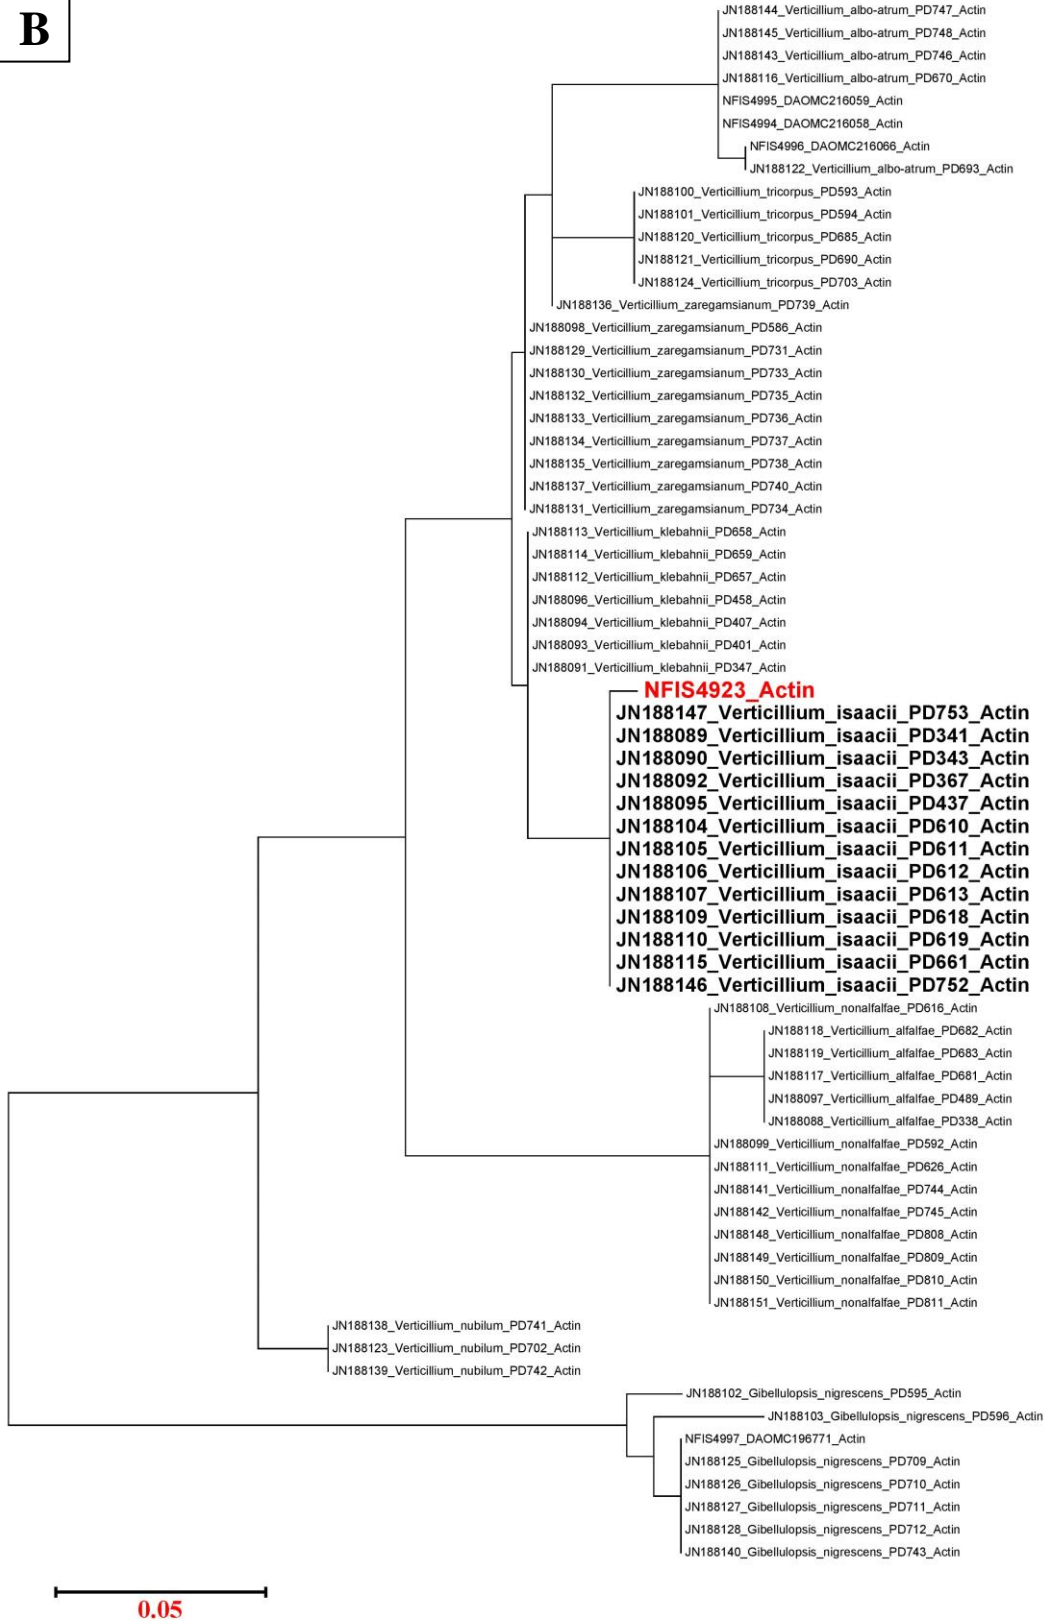 B
JN188144_Verticillium_albo-atrum_PD747_Actin
JN188145_Verticillium_albo-atrum_PD748_Actin
JN188143_Verticillium_albo-atrum_PD746_Actin
JN188116_Verticillium_albo-atrum_PD670_Actin
NFIS4995_DAOMC216059_Actin
NFIS4994_DAOMC216058_Actin
NFIS4996_DAOMC216066_Actin
JN188122_Verticillium_albo-atrum_PD693_Actin
JN188100_Verticillium_tricorpus_PD593_Actin
JN188101_Verticillium_tricorpus_PD594_Actin
JN188120_Verticillium_tricorpus_PD685_Actin
JN188121_Verticillium_tricorpus_PD690_Actin
JN188124_Verticillium_tricorpus_PD703_Actin
JN188136_Verticillium_zaregamsianum_PD739_Actin
JN188098_Verticillium_zaregamsianum_PD586_Actin
JN188129_Verticillium_zaregamsianum_PD731_Actin
JN188130_Verticillium_zaregamsianum_PD733_Actin
JN188132_Verticillium_zaregamsianum_PD735_Actin
JN188133_Verticillium_zaregamsianum_PD736_Actin
JN188134_Verticillium_zaregamsianum_PD737_Actin
JN188135_Verticillium_zaregamsianum_PD738_Actin
JN188137_Verticillium_zaregamsianum_PD740_Actin
JN188131_Verticillium_zaregamsianum_PD734_Actin
JN188113_Verticillium_klebahnii_PD658_Actin
JN188114_Verticillium_klebahnii_PD659_Actin
JN188112_Verticillium_klebahnii_PD657_Actin
JN188096_Verticillium_klebahnii_PD458_Actin
JN188094_Verticillium_klebahnii_PD407_Actin
JN188093_Verticillium_klebahnii_PD401_Actin
JN188091_Verticillium_klebahnii_PD347_Actin
NFIS4923_Actin
JN188147_Verticillium_isaacii_PD753_Actin
JN188089_Verticillium_isaacii_PD341_Actin
JN188090_Verticillium_isaacii_PD343_Actin
JN188092_Verticillium_isaacii_PD367_Actin
JN188095_Verticillium_isaacii_PD437_Actin
JN188104_Verticillium_isaacii_PD610_Actin
JN188105_Verticillium_isaacii_PD611_Actin
JN188106_Verticillium_isaacii_PD612_Actin
JN188107_Verticillium_isaacii_PD613_Actin
JN188109_Verticillium_isaacii_PD618_Actin
JN188110_Verticillium_isaacii_PD619_Actin
JN188115_Verticillium_isaacii_PD661_Actin
JN188146_Verticillium_isaacii_PD752_Actin
JN188108_Verticillium_nonalfalfae_PD616_Actin
JN188118_Verticillium_alfalfae_PD682_Actin
JN188119_Verticillium_alfalfae_PD683_Actin
JN188117_Verticillium_alfalfae_PD681_Actin
JN188097_Verticillium_alfalfae_PD489_Actin
JN188088_Verticillium_alfalfae_PD338_Actin
JN188099_Verticillium_nonalfalfae_PD592_Actin
JN188111_Verticillium_nonalfalfae_PD626_Actin
JN188141_Verticillium_nonalfalfae_PD744_Actin
JN188142_Verticillium_nonalfalfae_PD745_Actin
JN188148_Verticillium_nonalfalfae_PD808_Actin
JN188149_Verticillium_nonalfalfae_PD809_Actin
JN188150_Verticillium_nonalfalfae_PD810_Actin
JN188151_Verticillium_nonalfalfae_PD811_Actin
JN188138_Verticillium_nubilum_PD741_Actin
JN188123_Verticillium_nubilum_PD702_Actin
JN188139_Verticillium_nubilum_PD742_Actin
JN188102_Gibellulopsis_nigrescens_PD595_Actin
JN188103_Gibellulopsis_nigrescens_PD596_Actin
NFIS4997_DAOMC196771_Actin
JN188125_Gibellulopsis_nigrescens_PD709_Actin
JN188126_Gibellulopsis_nigrescens_PD710_Actin
JN188127_Gibellulopsis_nigrescens_PD711_Actin
JN188128_Gibellulopsis_nigrescens_PD712_Actin
JN188140_Gibellulopsis_nigrescens_PD743_Actin
0.05